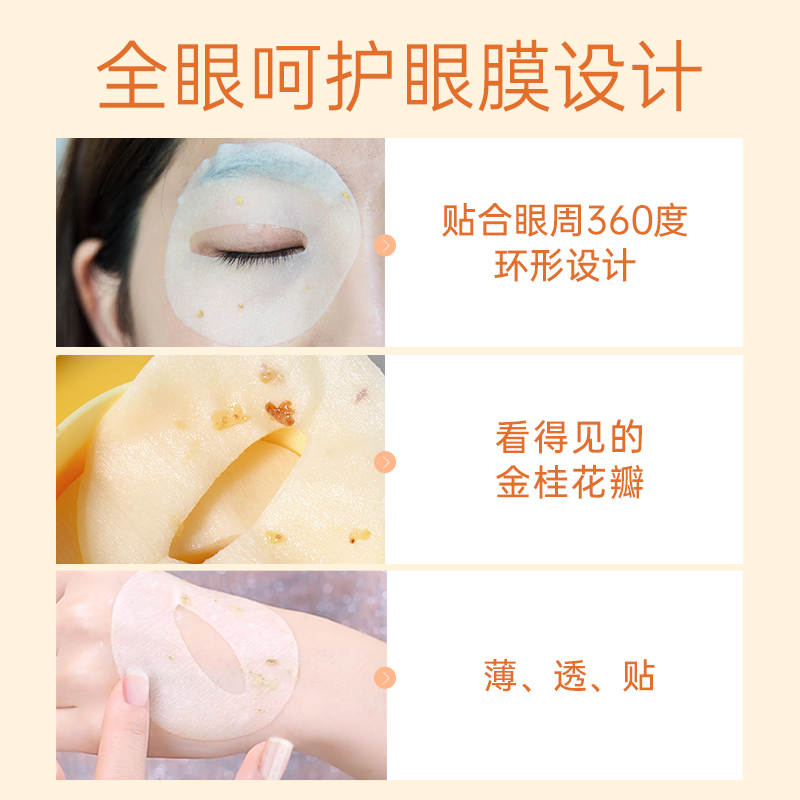 全眼呵护眼膜设计
贴合眼周360度
环形设计
看得见的
金桂花瓣
薄、透、贴